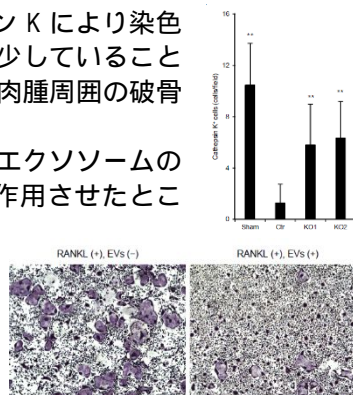 ン K により染色
少していること
肉腫周囲の破骨
エクソソームの
作用させたとこ
Cathepsin K⁺ cells (cells/field)
16
12
8
4
0
**
**
**
Sham Ctr KO1 KO2
RANKL (+), EVs (−) RANKL (+), EVs (+)